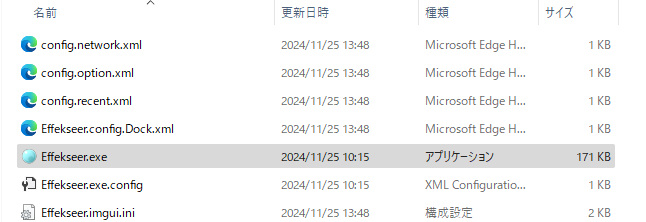 名前 更新日時 種類 サイズ
config.network.xml 2024/11/25 13:48 Microsoft Edge H... 1 KB
config.option.xml 2024/11/25 13:48 Microsoft Edge H... 1 KB
config.recent.xml 2024/11/25 13:48 Microsoft Edge H... 1 KB
Effekseer.config.Dock.xml 2024/11/25 13:48 Microsoft Edge H... 1 KB
Effekseer.exe 2024/11/25 10:15 アプリケーション 171 KB
Effekseer.exe.config 2024/11/25 10:15 XML Configuratio... 1 KB
Effekseer.imgui.ini 2024/11/25 13:48 構成設定 2 KB